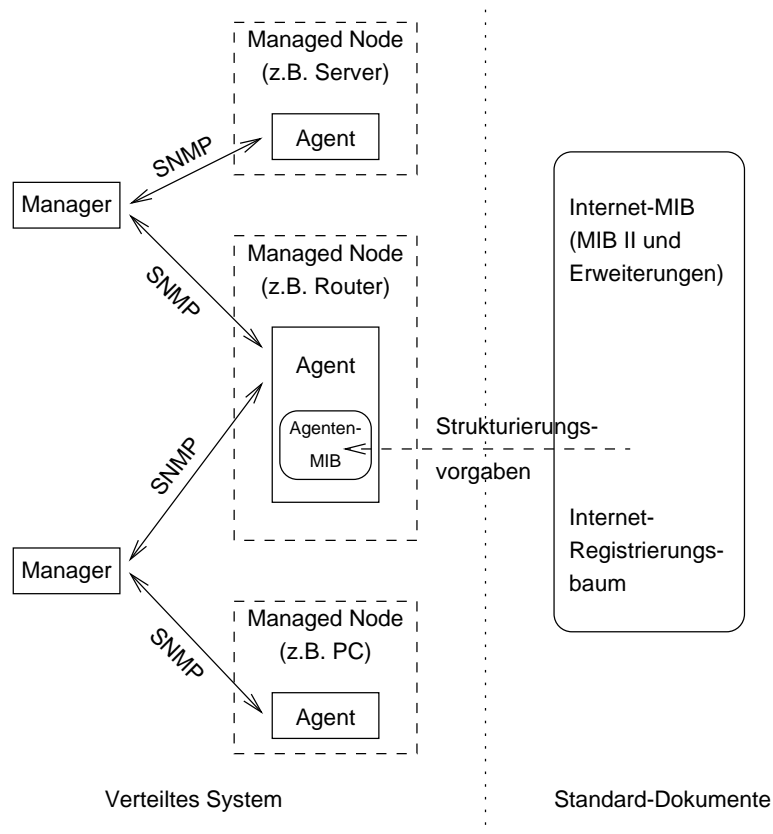 Managed Node
(z.B. Server)
Agent
SNMP
Manager
SNMP
Managed Node
(z.B. Router)
Agent
Agenten-
MIB
Strukturierungs-
vorgaben
Internet-MIB
(MIB II und
Erweiterungen)
Internet-
Registrierungs-
baum
SNMP
Manager
SNMP
Managed Node
(z.B. PC)
Agent
Verteiltes System
Standard-Dokumente